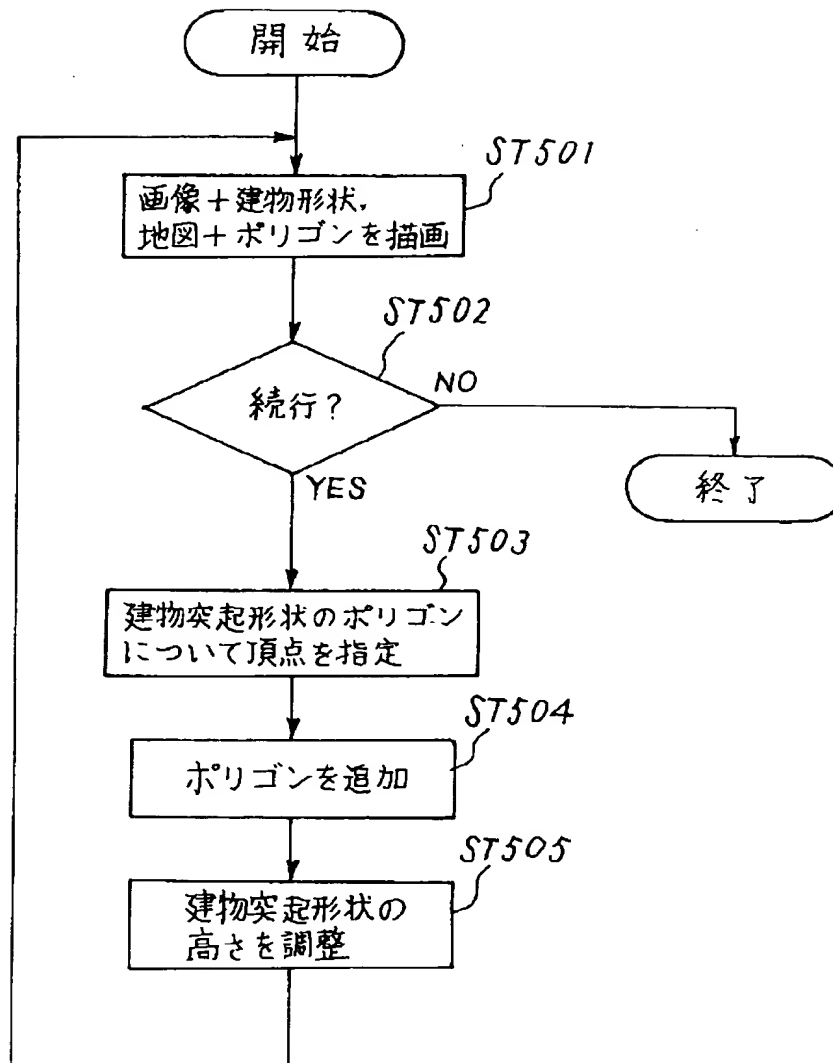 開始
ST501
画像+建物形状,
地図+ポリゴンを描画
ST502
続行?
NO
終了
YES
ST503
建物突起形状のポリゴン
について頂点を指定
ST504
ポリゴンを追加
ST505
建物突起形状の
高さを調整